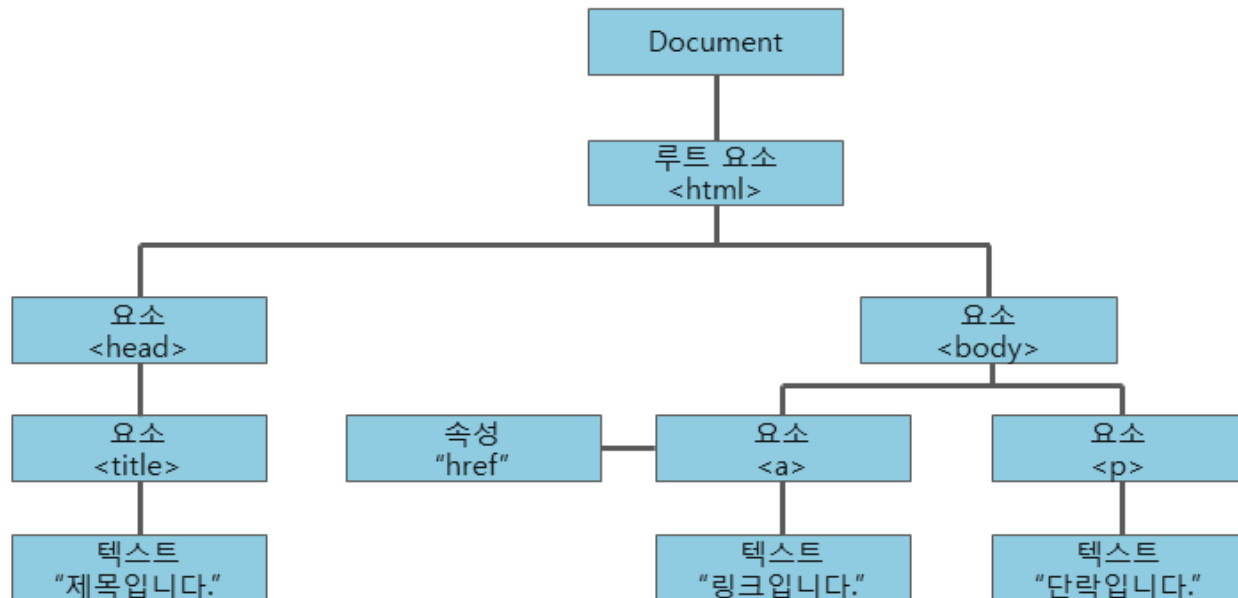 Document
루트 요소
<html>
요소
<head>
요소
<body>
요소
<title>
속성
"href"
요소
<a>
요소
<p>
텍스트
"제목입니다."
텍스트
"링크입니다."
텍스트
"단락입니다."